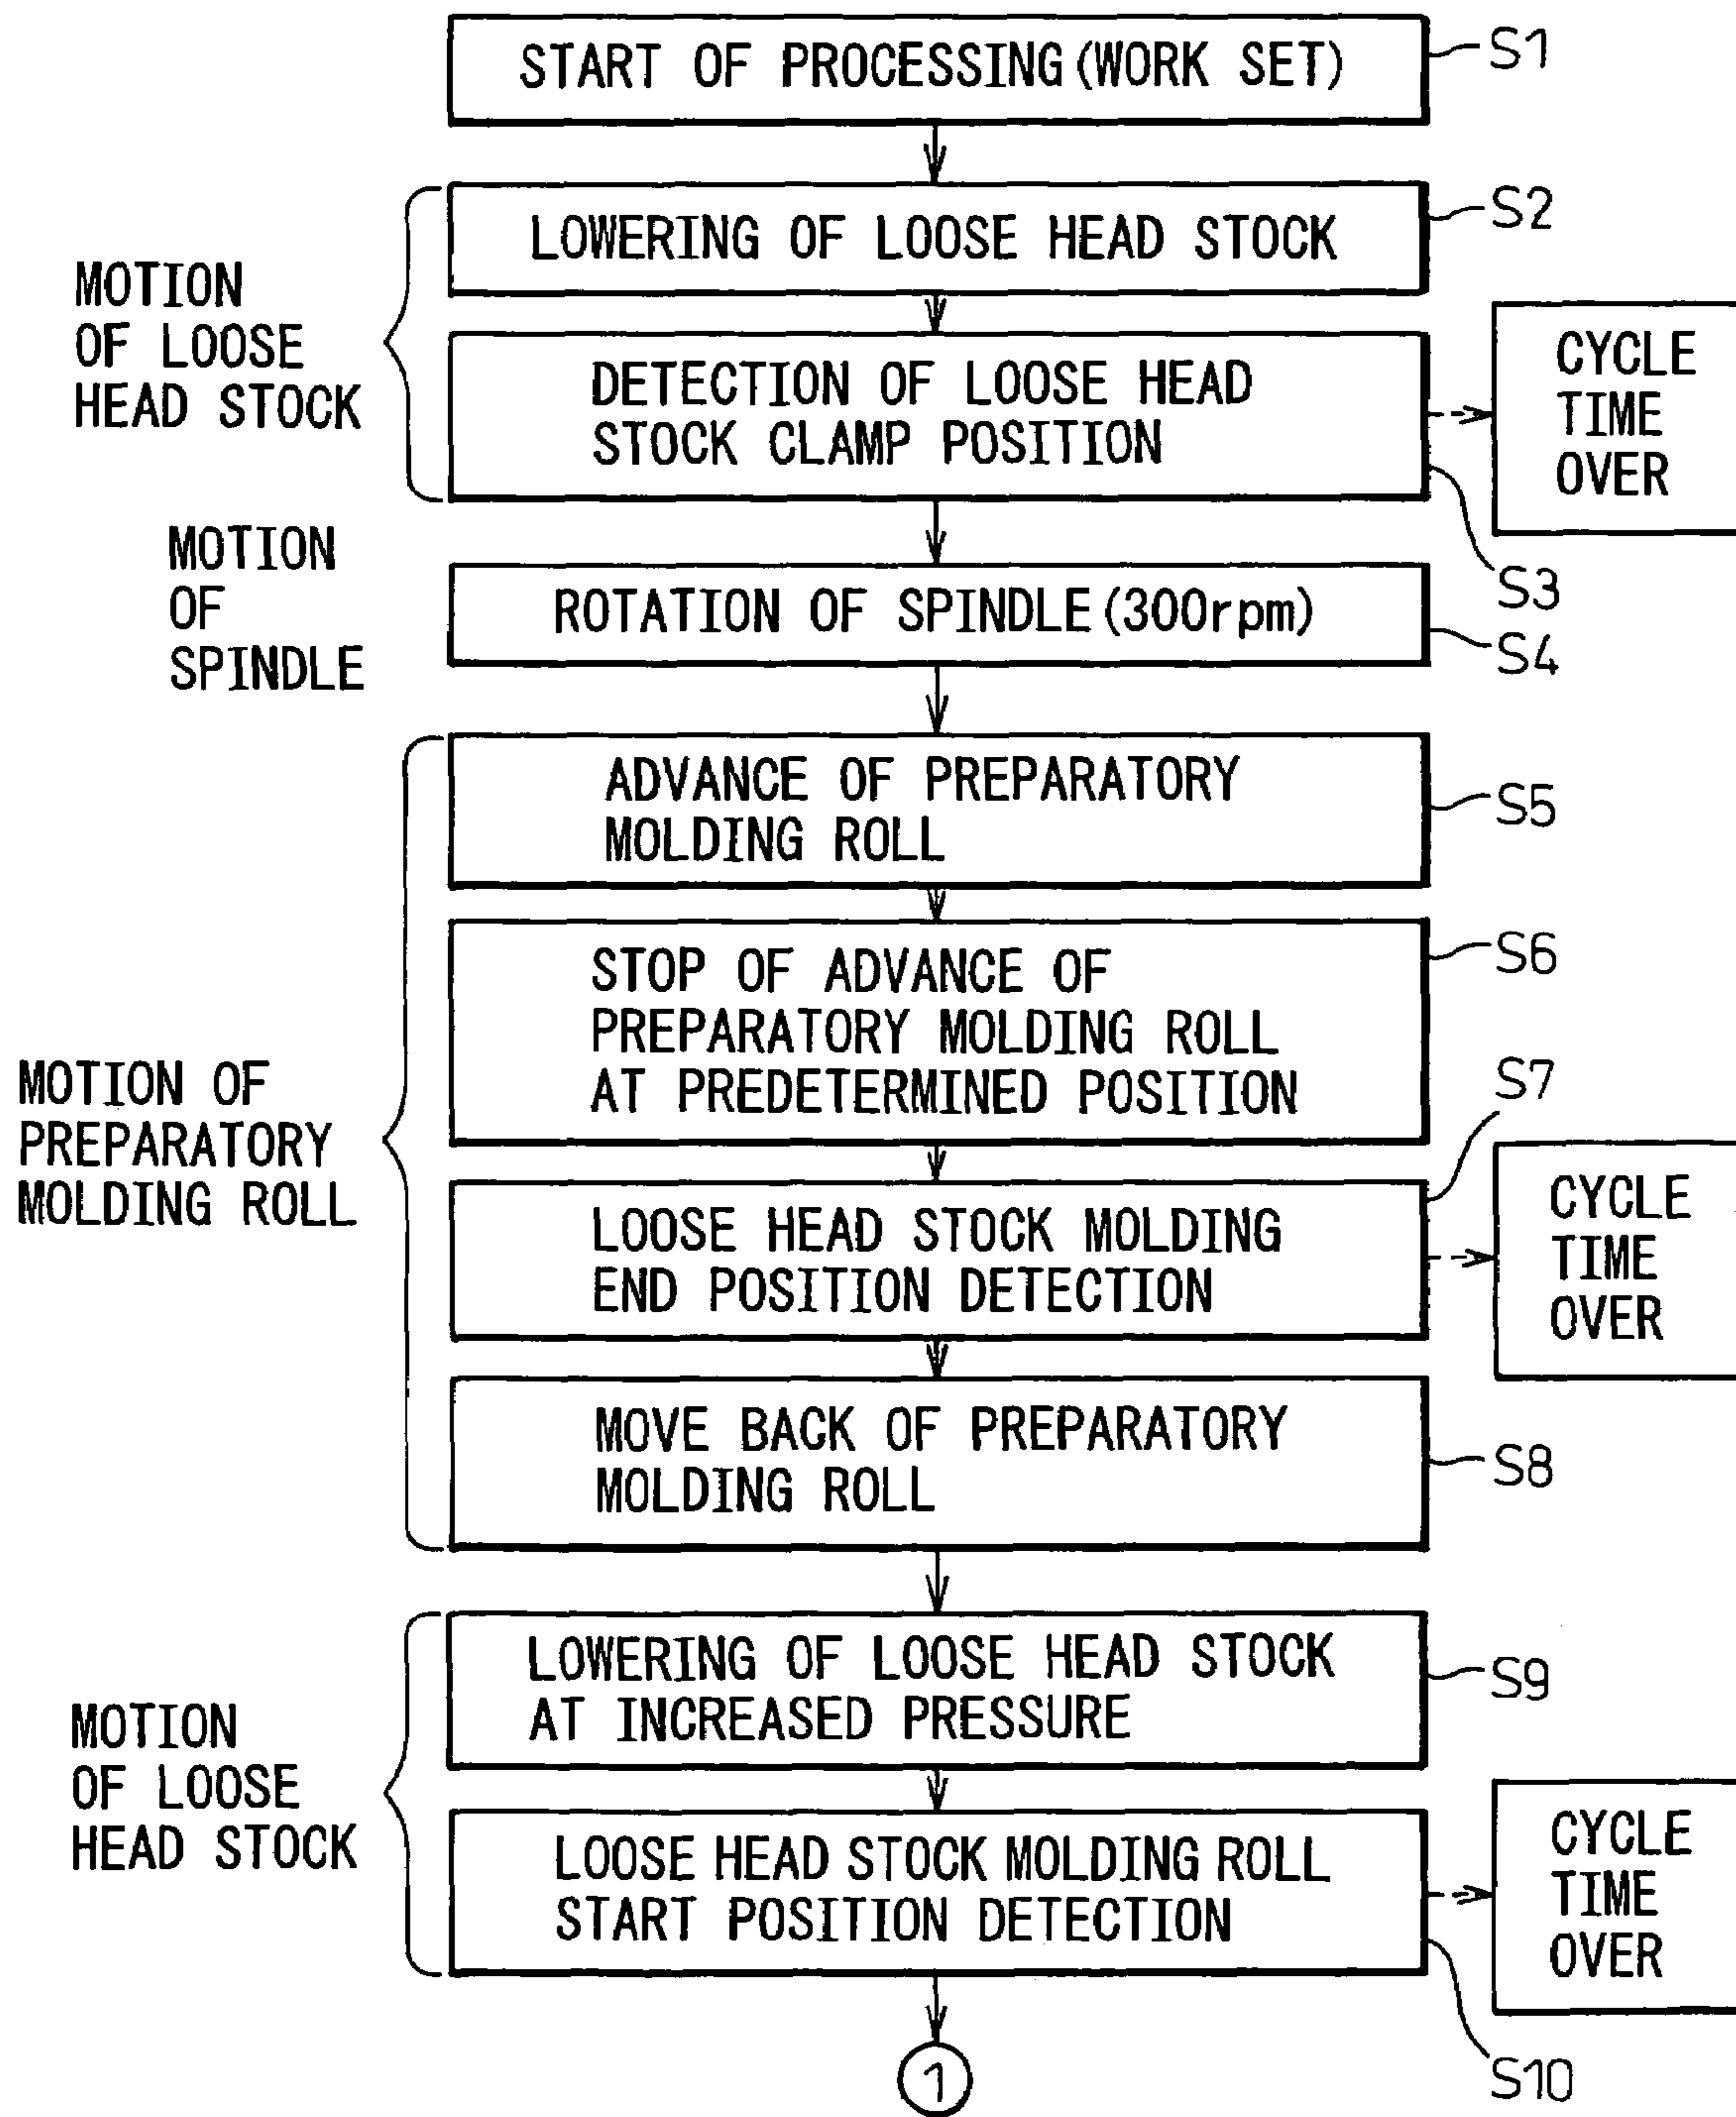 START OF PROCESSING (WORK SET)
S1
LOWERING OF LOOSE HEAD STOCK
S2
MOTION
OF LOOSE
HEAD STOCK
DETECTION OF LOOSE HEAD
STOCK CLAMP POSITION
CYCLE
TIME
OVER
S3
MOTION
OF
SPINDLE
ROTATION OF SPINDLE (300rpm)
S4
ADVANCE OF PREPARATORY
MOLDING ROLL
S5
STOP OF ADVANCE OF
PREPARATORY MOLDING ROLL
AT PREDETERMINED POSITION
S6
MOTION OF
PREPARATORY
MOLDING ROLL
S7
LOOSE HEAD STOCK MOLDING
END POSITION DETECTION
CYCLE
TIME
OVER
MOVE BACK OF PREPARATORY
MOLDING ROLL
S8
LOWERING OF LOOSE HEAD STOCK
AT INCREASED PRESSURE
S9
MOTION
OF LOOSE
HEAD STOCK
LOOSE HEAD STOCK MOLDING ROLL
START POSITION DETECTION
CYCLE
TIME
OVER
S10
1